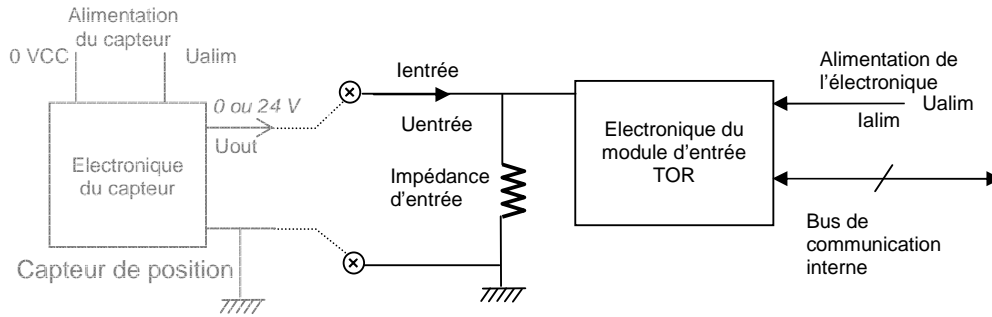 Alimentation
du capteur
0 VCC
Ualim
0 ou 24 V
Uout
Electronique
du capteur
Capteur de position
Ientrée
Uentrée
Impédance
d'entrée
Electronique du
module d'entrée
TOR
Alimentation de
l'électronique
Ualim
Ialim
Bus de
communication
interne